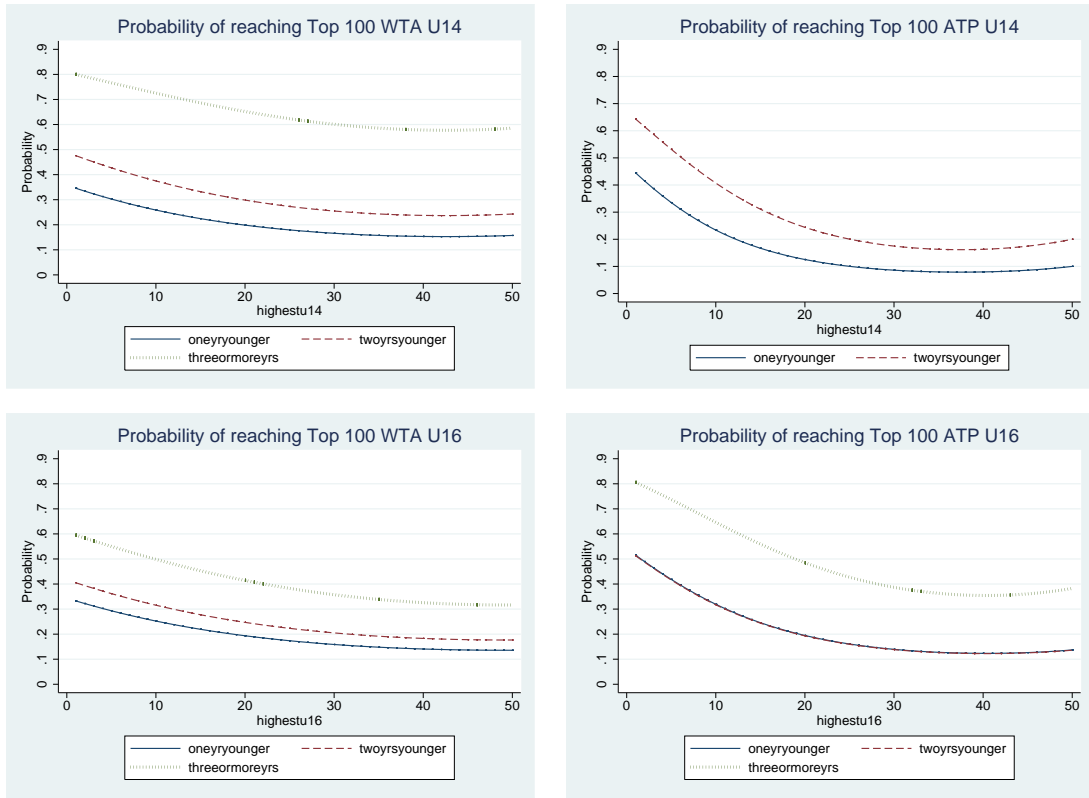 Probability of reaching Top 100 WTA U14
Probability
.9
.8
.7
.6
.5
.4
.3
.2
.1
0
0 10 20 30 40 50
highestu14
oneyryounger twoyrsyounger
threeormoreyrs
Probability of reaching Top 100 ATP U14
Probability
.9
.8
.7
.6
.5
.4
.3
.2
.1
0
0 10 20 30 40 50
highestu14
oneyryounger twoyrsyounger
Probability of reaching Top 100 WTA U16
Probability
.9
.8
.7
.6
.5
.4
.3
.2
.1
0
0 10 20 30 40 50
highestu16
oneyryounger twoyrsyounger
threeormoreyrs
Probability of reaching Top 100 ATP U16
Probability
.9
.8
.7
.6
.5
.4
.3
.2
.1
0
0 10 20 30 40 50
highestu16
oneyryounger twoyrsyounger
threeormoreyrs